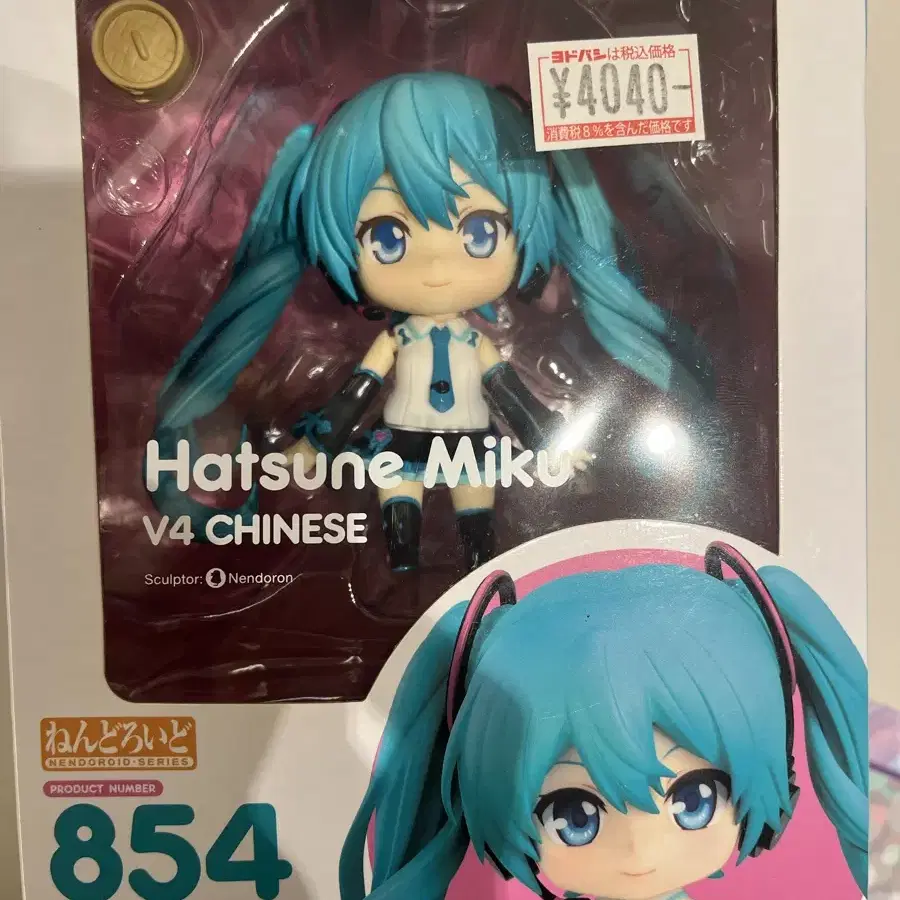 ヨドバシは税込価格
¥4040-
消費税8%を含んだ価格です
Hatsune Miku
V4 CHINESE
Sculptor: Nendoron
ねんどろいど
NENDOROID・SERIES
PRODUCT NUMBER
854